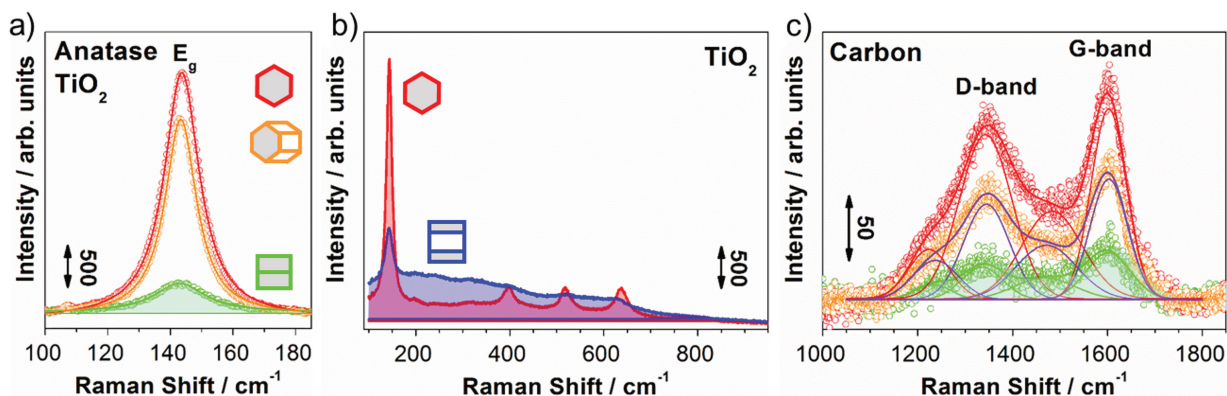 a)
Anatase
TiO₂
E_g
Intensity / arb. units
500
100 120 140 160 180
Raman Shift / cm⁻¹
b)
TiO₂
Intensity / arb. units
500
200 400 600 800
Raman Shift / cm⁻¹
c)
Carbon
G-band
D-band
Intensity / arb. units
50
1000 1200 1400 1600 1800
Raman Shift / cm⁻¹